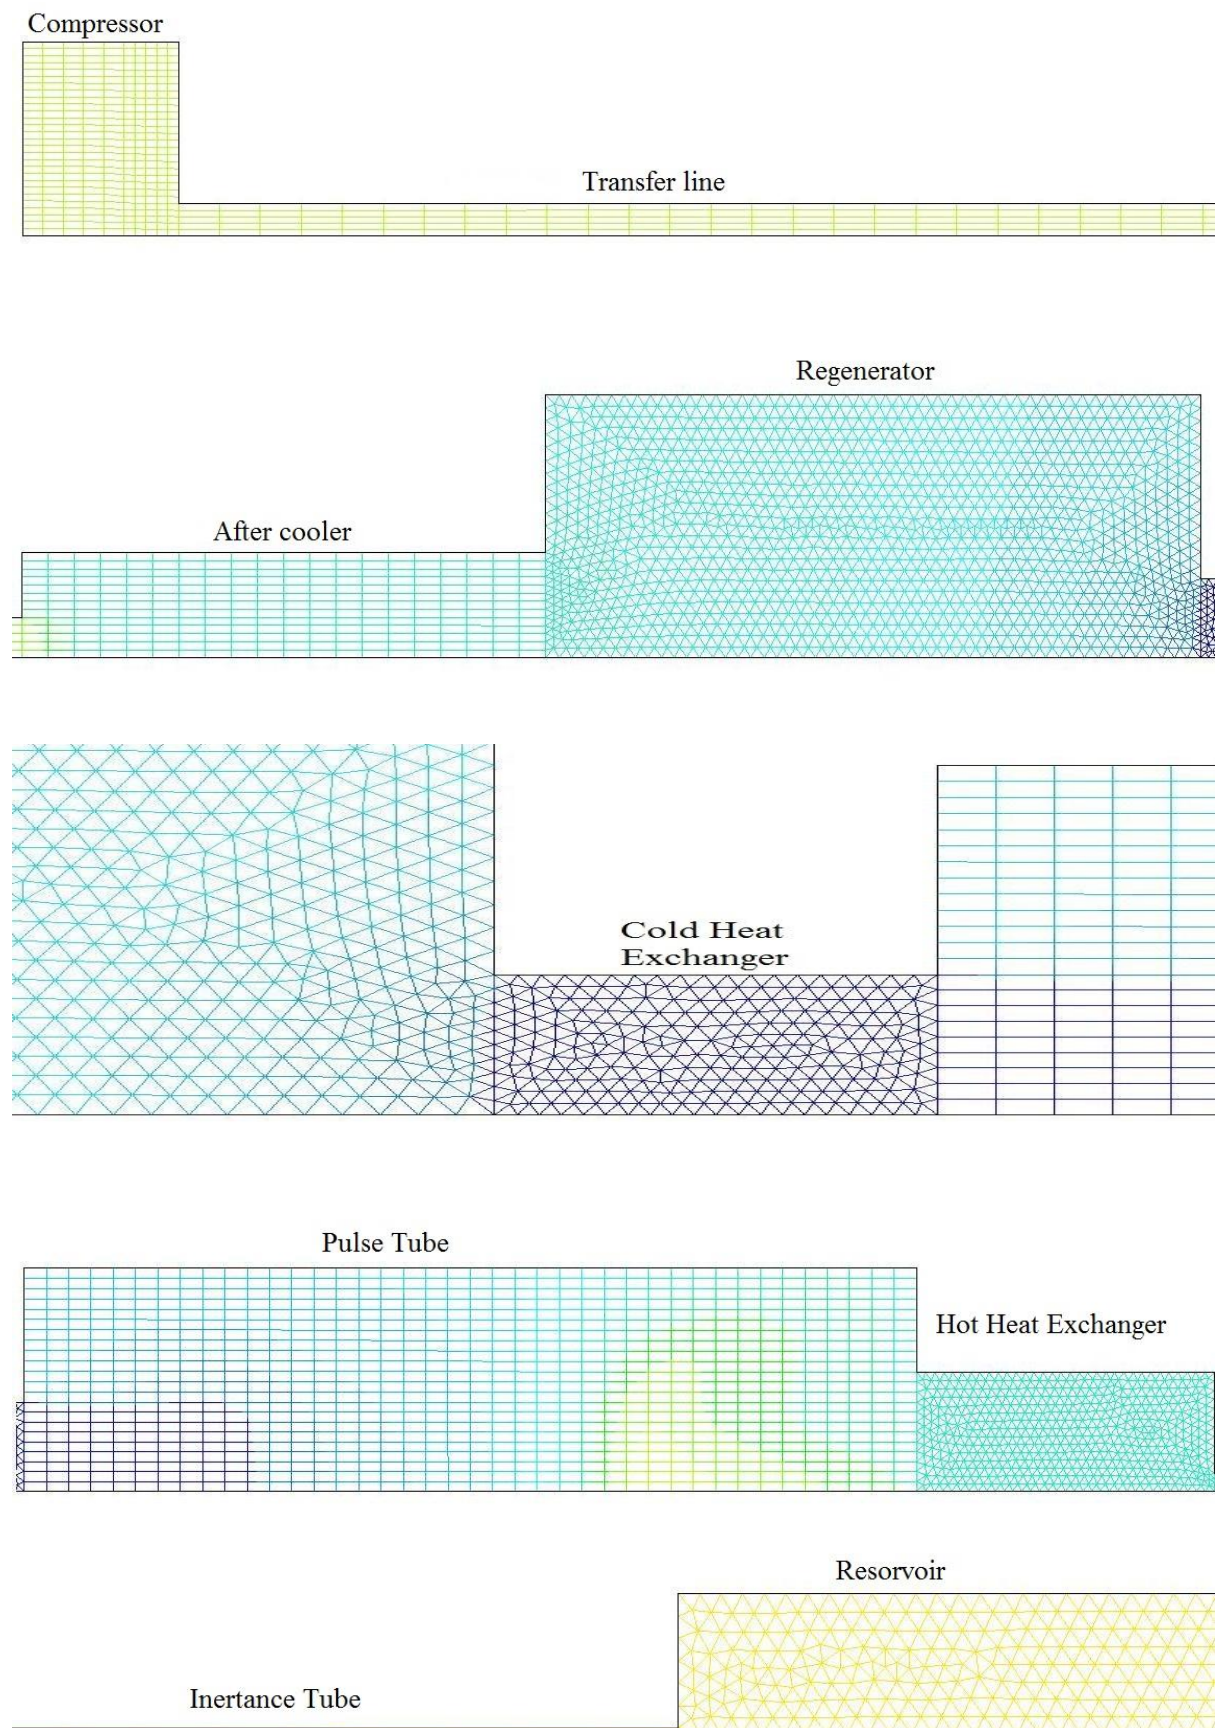 Compressor
Transfer line
Regenerator
After cooler
Cold Heat
Exchanger
Pulse Tube
Hot Heat Exchanger
Resorvoir
Inertance Tube